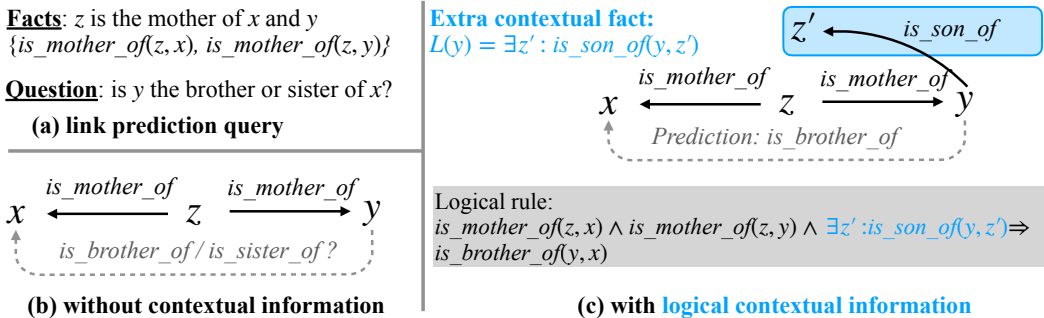 Facts: z is the mother of x and y
{is_mother_of(z, x), is_mother_of(z, y)}
Question: is y the brother or sister of x?
(a) link prediction query
is_mother_of is_mother_of
x z y
is_brother_of / is_sister_of ?
(b) without contextual information
Extra contextual fact:
L(y) = ∃z′ : is_son_of(y, z′)
z′ is_son_of
is_mother_of is_mother_of
x z y
Prediction: is_brother_of
Logical rule:
is_mother_of(z, x) ∧ is_mother_of(z, y) ∧ ∃z′ :is_son_of(y, z′)⇒
is_brother_of(y, x)
(c) with logical contextual information